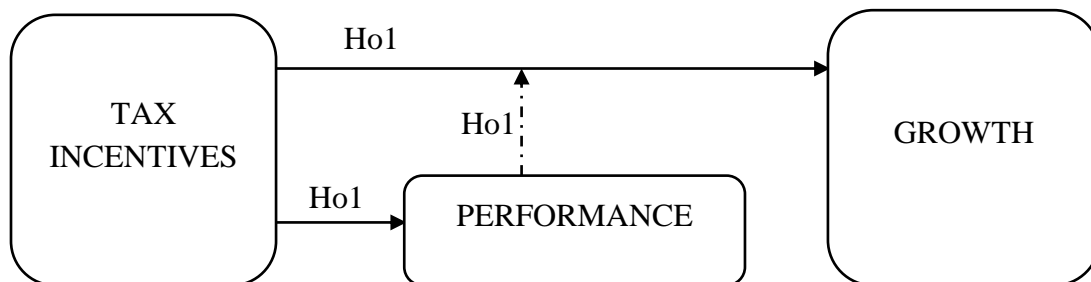 Ho1
TAX
INCENTIVES
Ho1
GROWTH
Ho1
PERFORMANCE